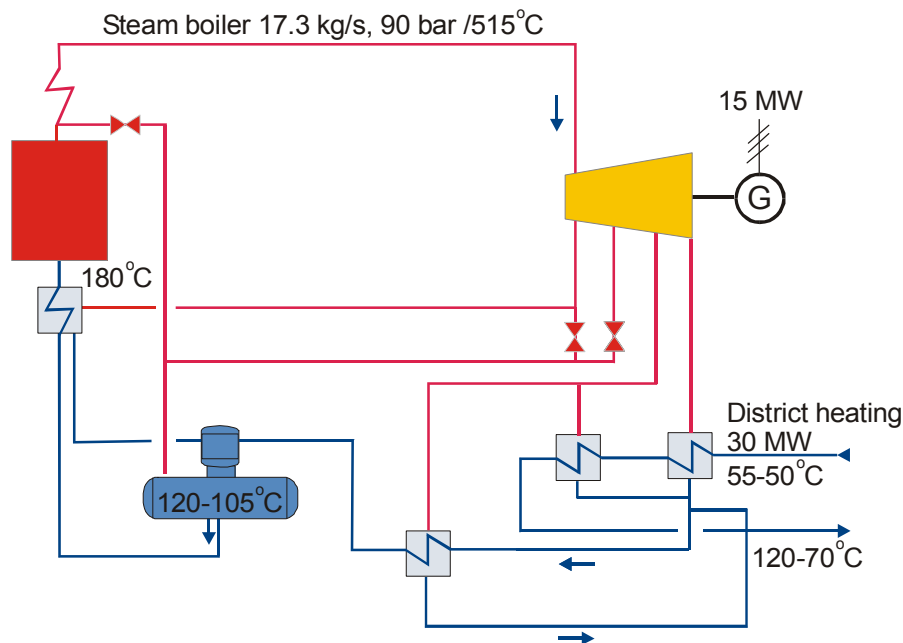 Steam boiler 17.3 kg/s, 90 bar /515°C
15 MW
G
180°C
District heating
30 MW
55-50°C
120-105°C
120-70°C